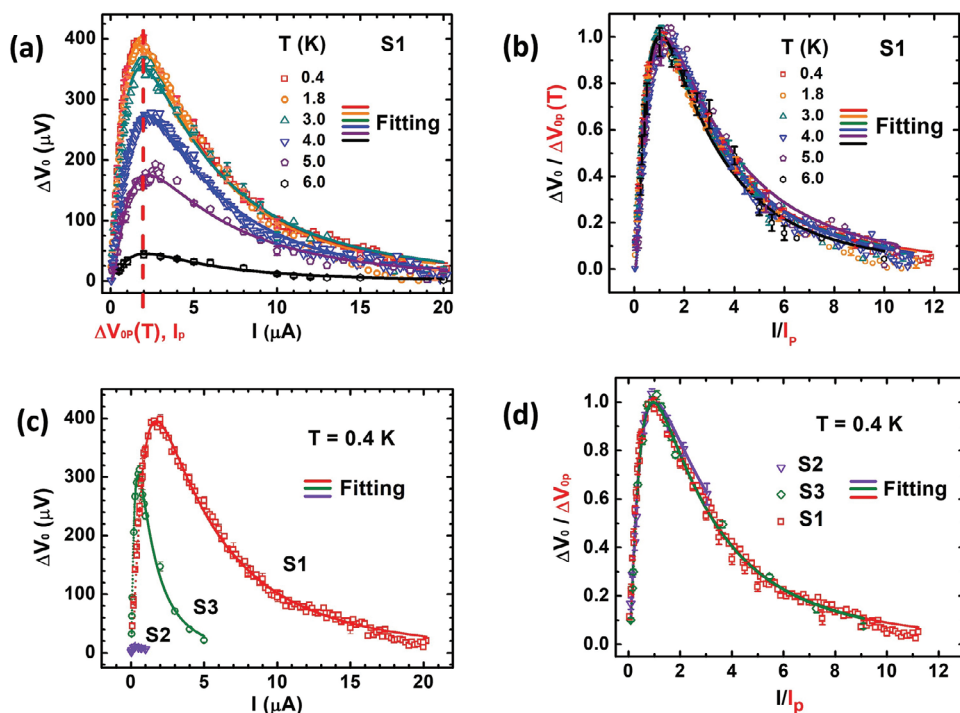 (a)
T (K)
S1
0.4
1.8
3.0
4.0
5.0
6.0
Fitting
400
300
200
100
0
ΔV₀ (μV)
0 5 10 15 20
ΔV₀ₚ(T), Iₚ
I (μA)
(b)
T (K)
S1
0.4
1.8
3.0
4.0
5.0
6.0
Fitting
1.0
0.8
0.6
0.4
0.2
0.0
ΔV₀ / ΔV₀ₚ(T)
0 2 4 6 8 10 12
I/Iₚ
(c)
T = 0.4 K
Fitting
S1
S3
S2
400
300
200
100
0
ΔV₀ (μV)
0 5 10 15 20
I (μA)
(d)
T = 0.4 K
S2
S3
S1
Fitting
1.0
0.8
0.6
0.4
0.2
0.0
ΔV₀ / ΔV₀ₚ
0 2 4 6 8 10 12
I/Iₚ